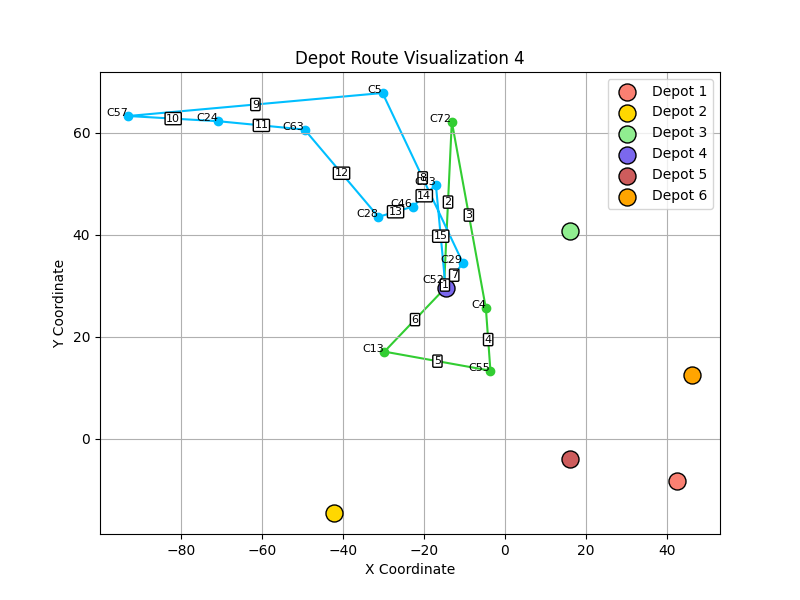 Depot Route Visualization 4
Depot 1
Depot 2
Depot 3
Depot 4
Depot 5
Depot 6
C5
9
C57
10
C24
11
C63
C72
12
8
14
2
C46
13
C28
3
15
C29
7
C52
1
C4
6
4
C13
5
C55
60
40
20
0
−80
−60
−40
−20
0
20
40
Y Coordinate
X Coordinate